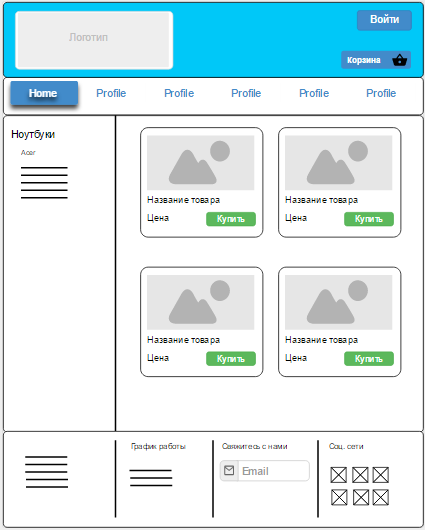 Логотип
Войти
Корзина
Home
Profile
Profile
Profile
Profile
Profile
Ноутбуки
Acer
Название товара
Цена
Купить
Название товара
Цена
Купить
Название товара
Цена
Купить
Название товара
Цена
Купить
График работы
Свяжитесь с нами
Email
Соц. сети